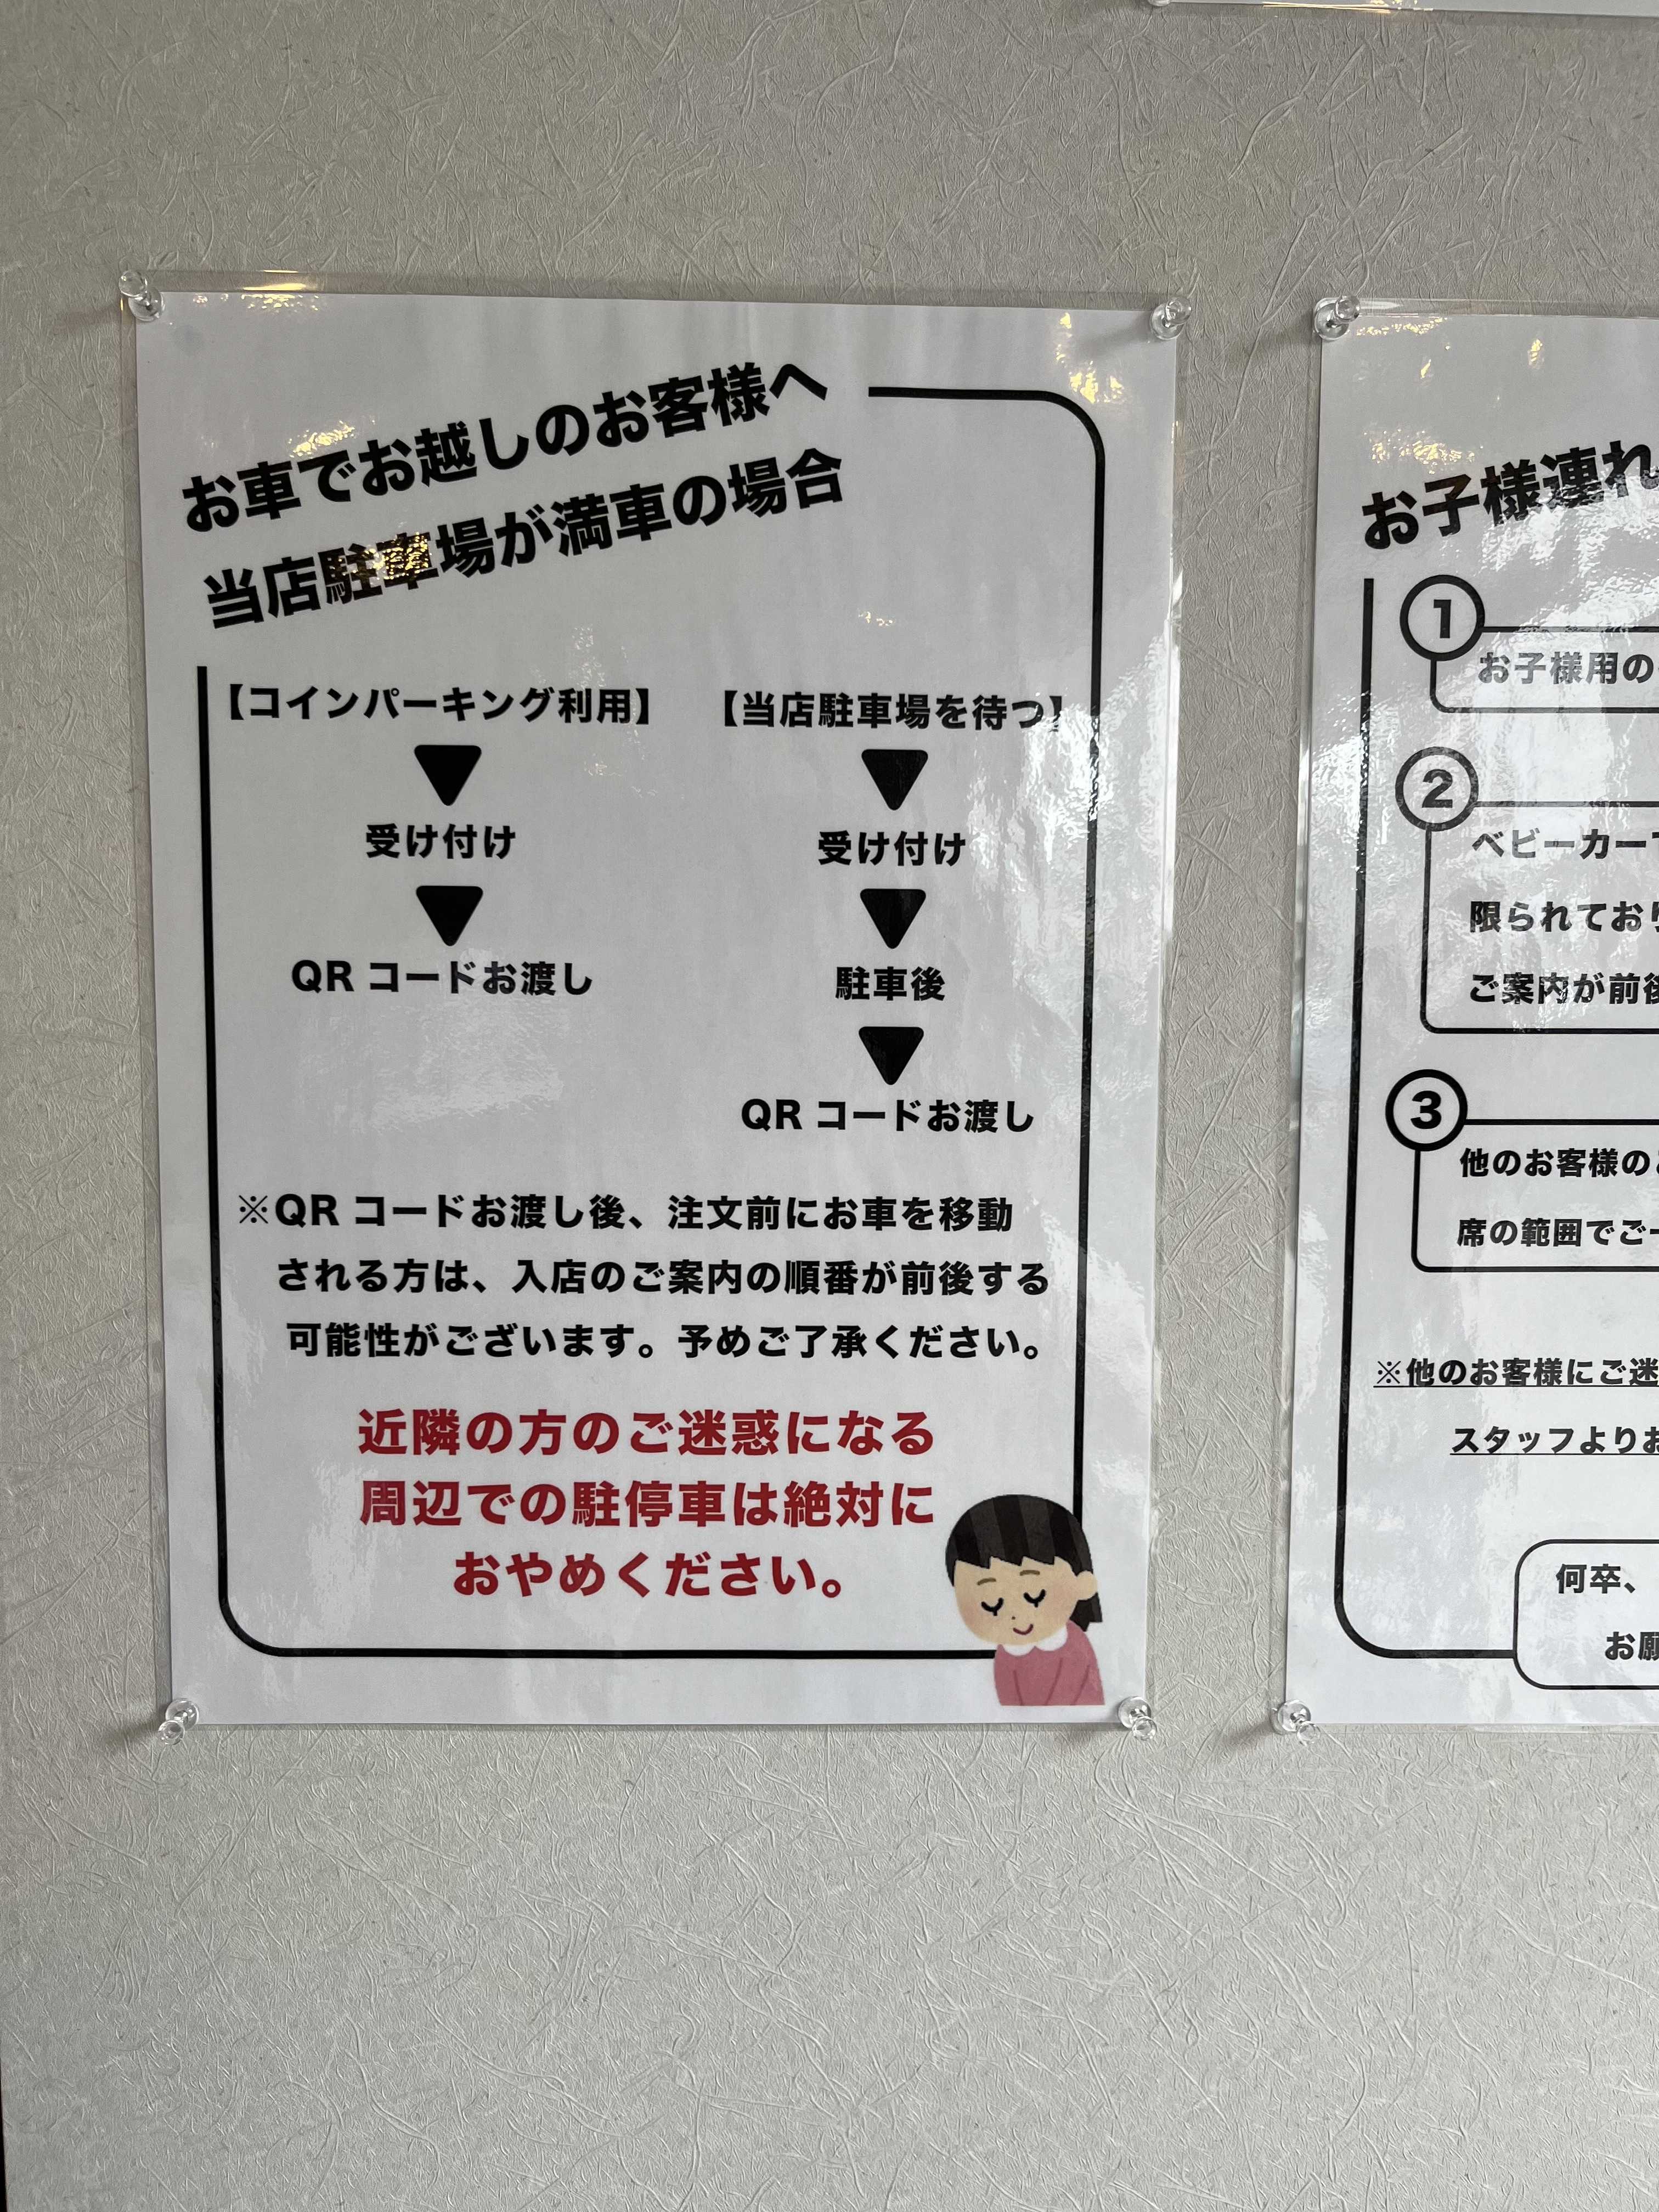 お車でお越しのお客様へ
当店駐車場が満車の場合
【コインパーキング利用】
▼
受け付け
▼
QR コードお渡し
【当店駐車場を待つ】
▼
受け付け
▼
駐車後
▼
QR コードお渡し
※QR コードお渡し後、注文前にお車を移動
される方は、入店のご案内の順番が前後する
可能性がございます。予めご了承ください。
近隣の方のご迷惑になる
周辺での駐停車は絶対に
おやめください。
お子様連れ
1
お子様用の
2
ベビーカー
限られており
ご案内が前後
3
他のお客様の
席の範囲でご
※他のお客様にご迷
スタッフよりお
何卒、
お願